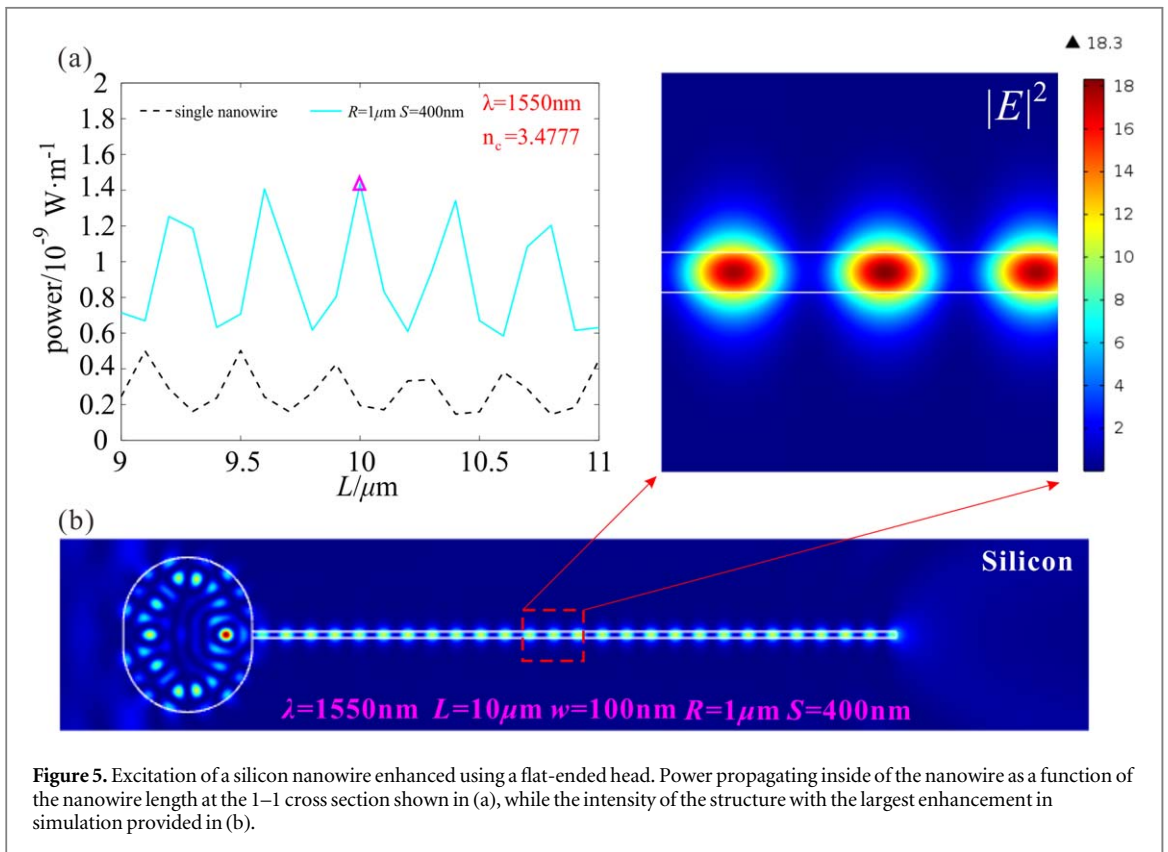 (a)
▲ 18.3
2
1.8
1.6
1.4
1.2
1
0.8
0.6
0.4
0.2
0
power/10⁻⁹ W·m⁻¹
single nanowire
R=1μm S=400nm
λ=1550nm
n_c=3.4777
9
9.5
10
10.5
11
L/μm
|E|²
18
16
14
12
10
8
6
4
2
(b)
Silicon
λ=1550nm L=10μm w=100nm R=1μm S=400nm
Figure 5. Excitation of a silicon nanowire enhanced using a flat-ended head. Power propagating inside of the nanowire as a function of
the nanowire length at the 1–1 cross section shown in (a), while the intensity of the structure with the largest enhancement in
simulation provided in (b).